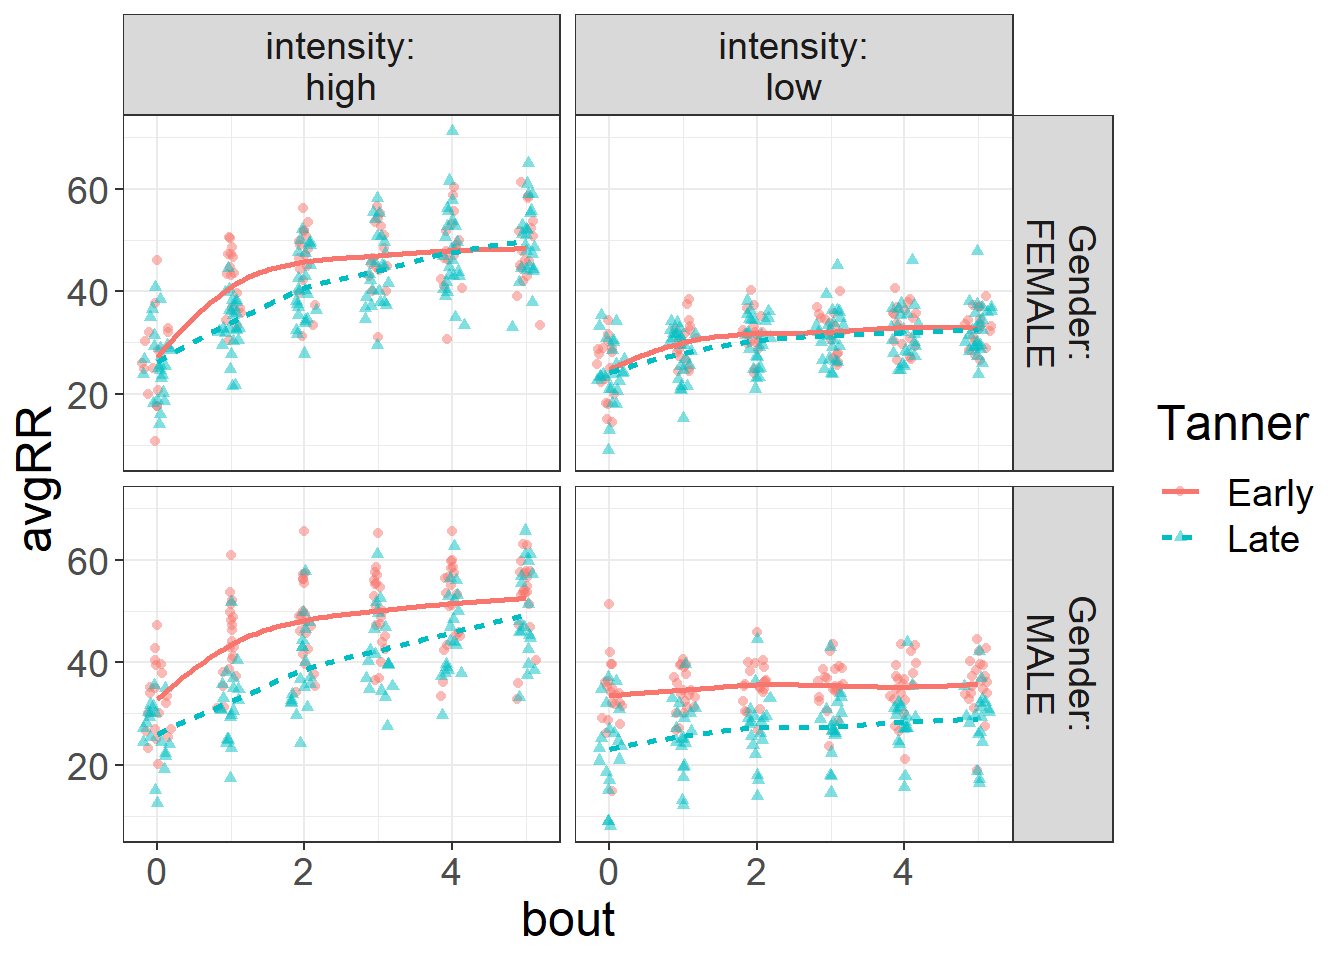 intensity:
high
intensity:
low
60
40
20
Gender:
FEMALE
60
40
20
Gender:
MALE
0
2
4
0
2
4
bout
avgRR
Tanner
Early
Late